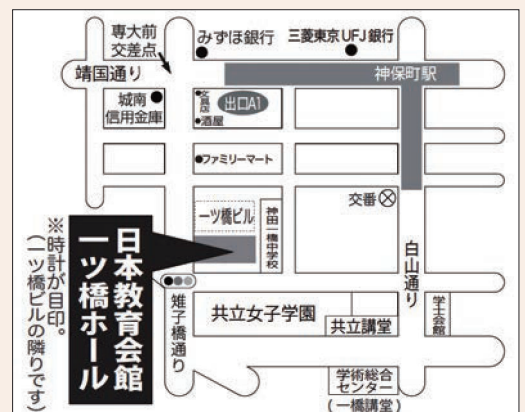 専大前
交差点
みずほ銀行
三菱東京UFJ銀行
靖国通り
神保町駅
城南
信用金庫
文具店
出口A1
酒屋
ファミリーマート
交番
一ツ橋ビル
神田一橋中学校
白山通り
日本教育会館
一ツ橋ホール
※時計が目印。
(一ツ橋ビルの隣りです)
雉子橋通り
共立女子学園
共立講堂
学士会館
学術総合
センター
(一橋講堂)